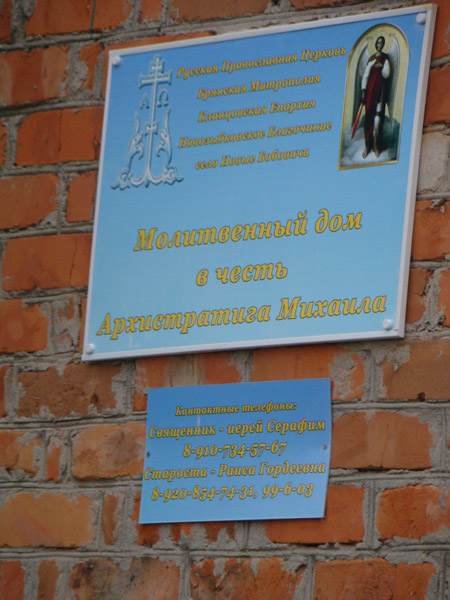 Русская Православная Церковь
Брянская Митрополия
Клинцовская Епархия
Новозыбковское Благочиние
село Новые Бобовичи
Молитвенный дом
в честь
Архистратига Михаила
Контактные телефоны:
Священник - иерей Серафим
8-910-734-57-67
Староста - Раиса Гордеевна
8-920-854-74-31, 99-6-03